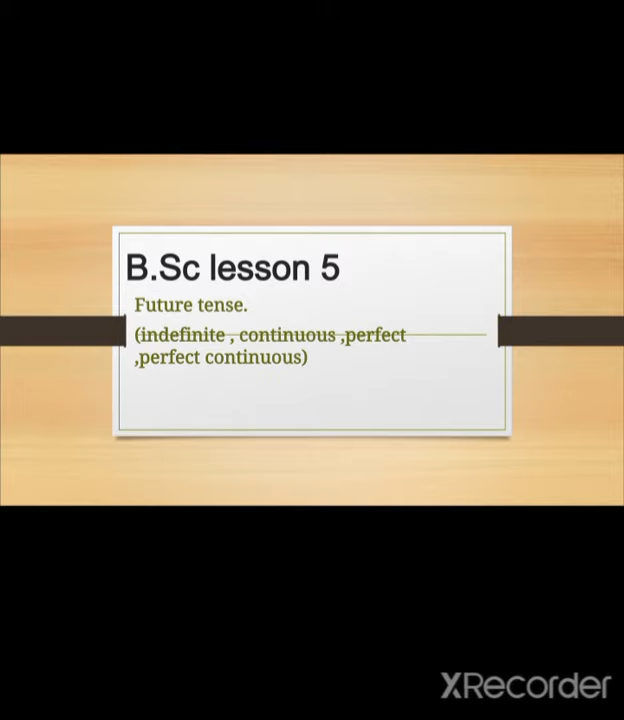 B.Sc lesson 5
Future tense.
(indefinite , continuous ,perfect
,perfect continuous)
XRecorder